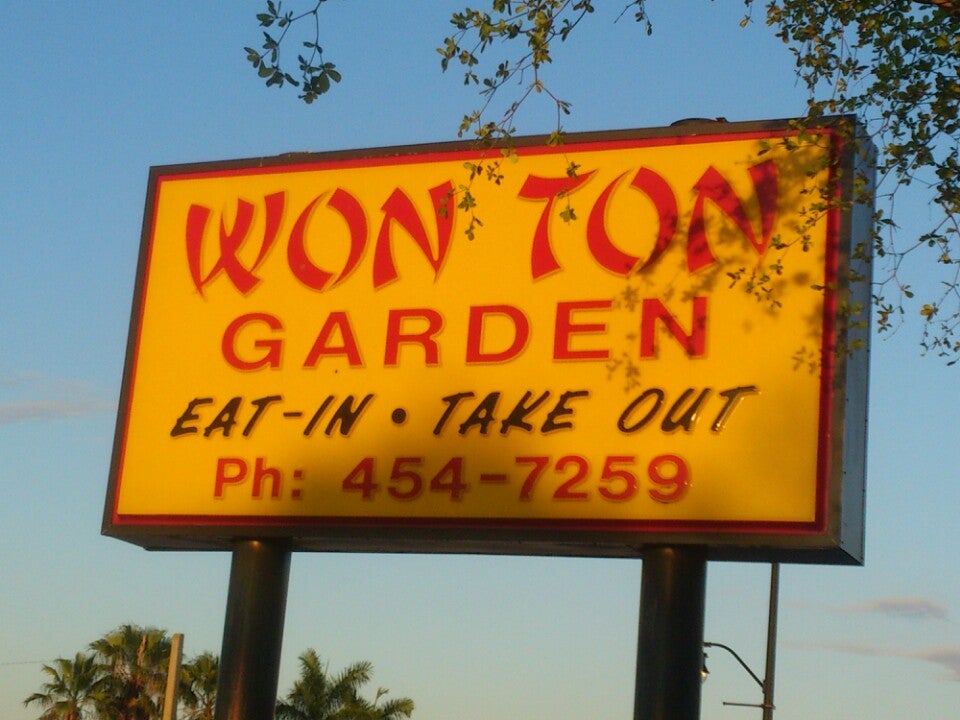 WON TON
GARDEN
EAT-IN • TAKE OUT
Ph: 454-7259